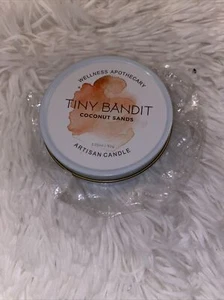 WELLNESS APOTHECARY
TINY BANDIT
COCONUT SANDS
ARTISAN CANDLE